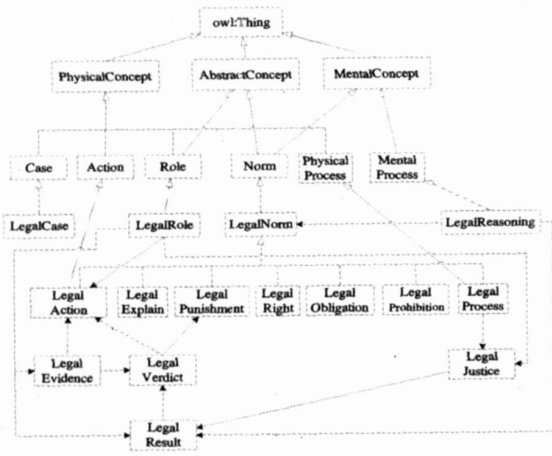 owl:Thing
PhysicalConcept
AbstractConcept
MentalConcept
Case
Action
Role
Norm
Physical
Process
Mental
Process
LegalCase
LegalRole
LegalNorm
LegalReasoning
Legal
Action
Legal
Explain
Legal
Punishment
Legal
Right
Legal
Obligation
Legal
Prohibition
Legal
Process
Legal
Evidence
Legal
Verdict
Legal
Justice
Legal
Result